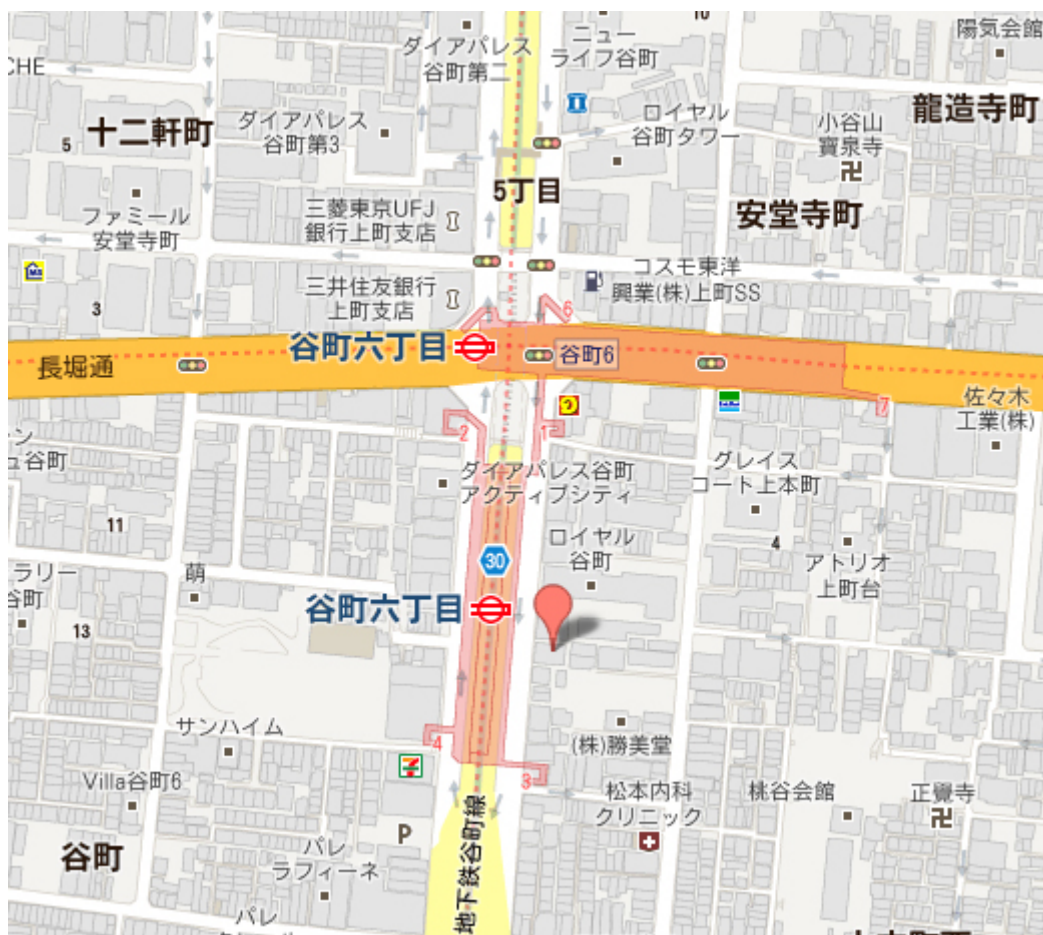 10
ダイアパレス
谷町第二
ニュー
ライフ谷町
陽気会館
CHE
十二軒町
ダイアパレス
谷町第3
ロイヤル
谷町タワー
龍造寺町
小谷山
寶泉寺
卍
5
5丁目
三菱東京UFJ
銀行上町支店
安堂寺町
ファミール
安堂寺町
三井住友銀行
上町支店
コスモ東洋
興業(株)上町SS
3
6
谷町六丁目
谷町6
長堀通
佐々木
工業(株)
7
2
1
ン
ュ谷町
ダイアパレス谷町
アクティブシティ
グレイス
コート上本町
11
4
30
ロイヤル
谷町
アトリオ
上町台
ラリー
谷町
萌
谷町六丁目
13
サンハイム
4
(株)勝美堂
7
3
Villa谷町6
松本内科
クリニック
桃谷会館
正覺寺
卍
P
谷町
パレ
ラフィーネ
地下鉄谷町線
パレ